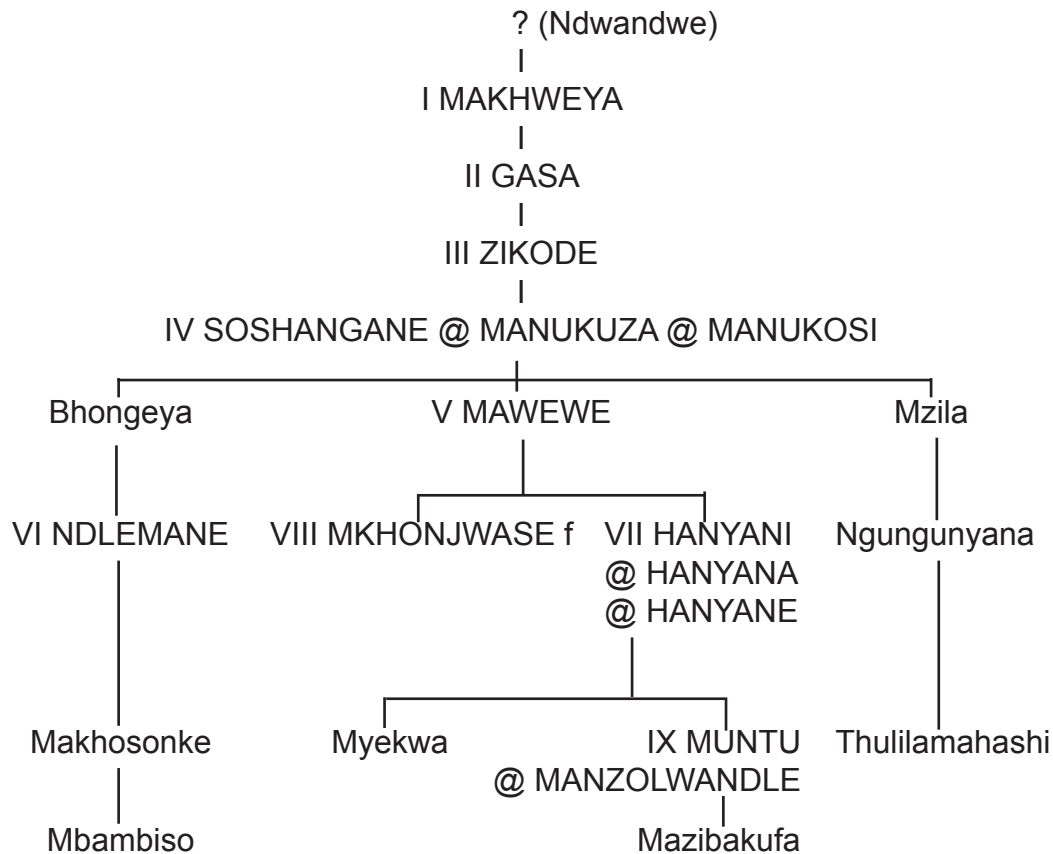 ? (Ndwandwe)
I MAKHWEYA
II GASA
III ZIKODE
IV SOSHANGANE @ MANUKUZA @ MANUKOSI
Bhongeya V MAWEWE Mzila
VI NDLEMANE VIII MKHONJWASE f VII HANYANI Ngungunyana
@ HANYANA
@ HANYANE
Makhosonke Myekwa IX MUNTU Thulilamahashi
@ MANZOLWANDLE
Mbambiso Mazibakufa